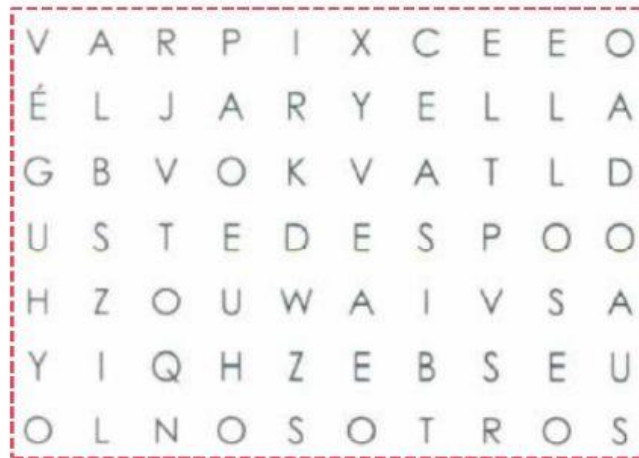 V A R P I X C E E O
É L J A R Y E L L A
G B V O K V A T L D
U S T E D E S P O O
H Z O U W A I V S A
Y I Q H Z E B S E U
O L N O S O T R O S